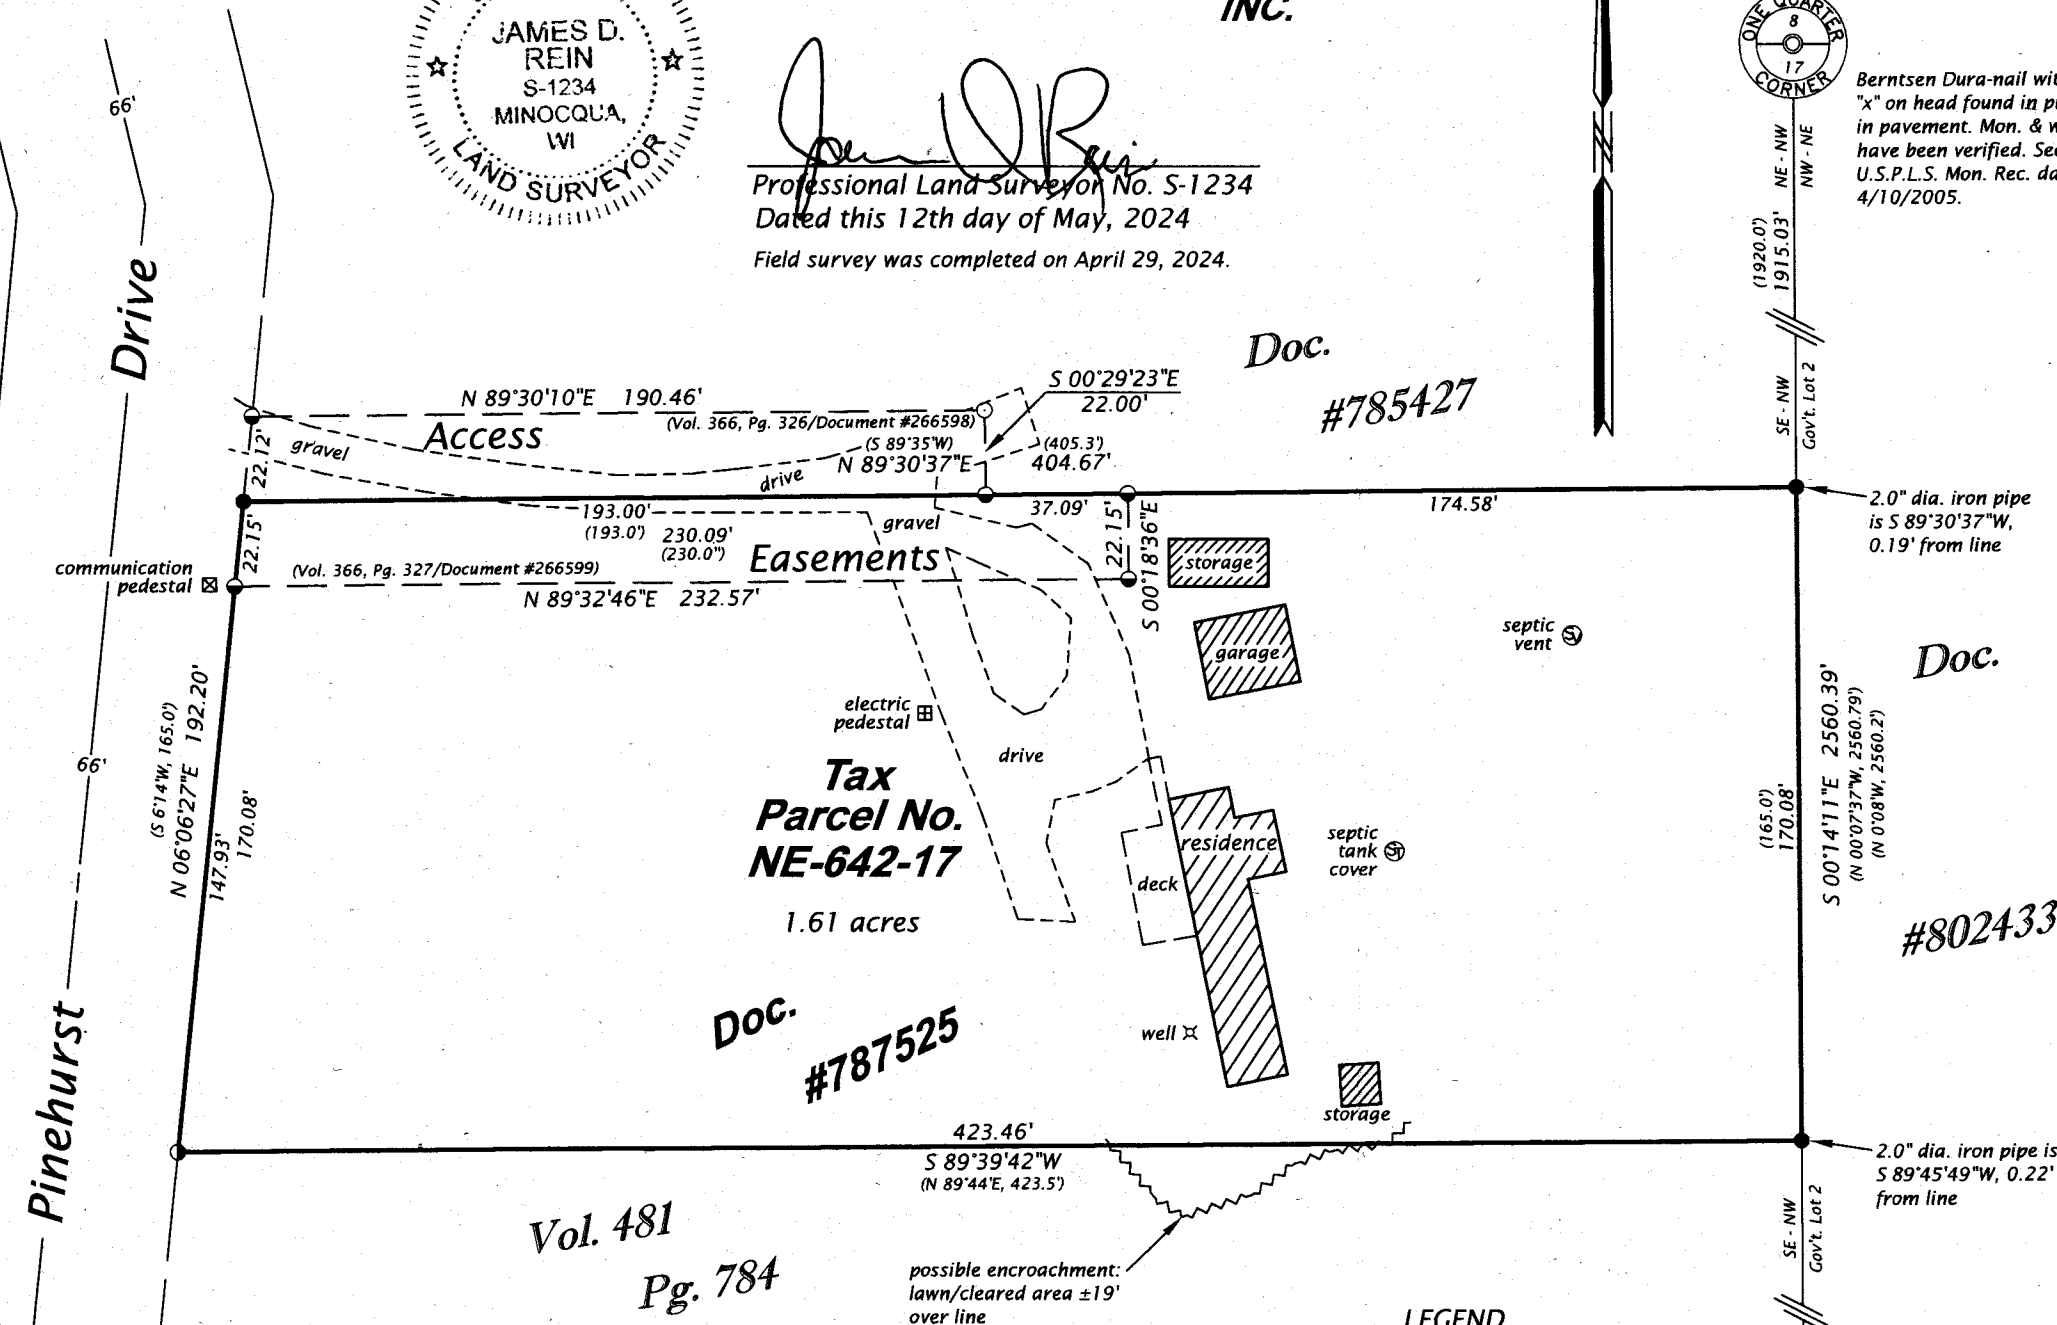 INC.
JAMES D.
REIN
S-1234
MINOCQUA,
WI
LAND SURVEYOR
Professional Land Surveyor No. S-1234
Dated this 12th day of May, 2024
Field survey was completed on April 29, 2024.
ONE QUARTER
8
17
CORNER
Berntsen Dura-nail
"x" on head found in
in pavement. Mon. &
have been verified.
U.S.P.L.S. Mon. Rec.
4/10/2005.
NE - NW
NW - NE
(1920.0')
1915.03'
SE - NW
Gov't. Lot 2
66'
Drive
Doc.
#785427
N 89°30'10"E 190.46'
(Vol. 366, Pg. 326/Document #266598)
S 00°29'23"E
22.00'
Access
gravel
22.12'
drive
(S 89°35'W)
N 89°30'37"E
(405.3')
404.67'
193.00'
(193.0')
230.09'
(230.0")
gravel
37.09'
174.58'
22.15'
22.15'
S 00°18'36"E
Easements
(Vol. 366, Pg. 327/Document #266599)
N 89°32'46"E 232.57'
communication
pedestal
storage
garage
septic
vent
2.0" dia. iron pipe
is S 89°30'37"W,
0.19' from line
Doc.
#802433
(S 6°14'W, 165.0')
N 06°06'27"E 192.20'
147.93'
170.08'
66'
electric
pedestal
drive
Tax
Parcel No.
NE-642-17
1.61 acres
residence
deck
septic
tank
cover
(165.0')
170.08'
S 00°14'11"E 2560.39'
(N 00°07'37"W, 2560.79')
(N 0°08'W, 2560.2')
Doc.
#787525
well
storage
Pinehurst
423.46'
S 89°39'42"W
(N 89°44'E, 423.5')
2.0" dia. iron pipe is
S 89°45'49"W, 0.22'
from line
SE - NW
Gov't. Lot 2
Vol. 481
Pg. 784
possible encroachment:
lawn/cleared area ±19'
over line
LEGEND